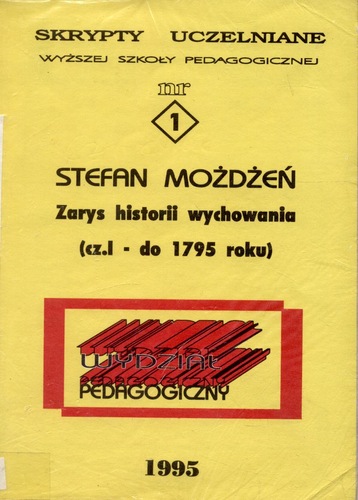 SKRYPTY UCZELNIANE
WYŻSZEJ SZKOŁY PEDAGOGICZNEJ
nr
1
STEFAN MOŻDŻEŃ
Zarys historii wychowania
(cz.I - do 1795 roku)
WYDZIAŁ
PEDAGOGICZNY
PEDAGOGICZNY
1995